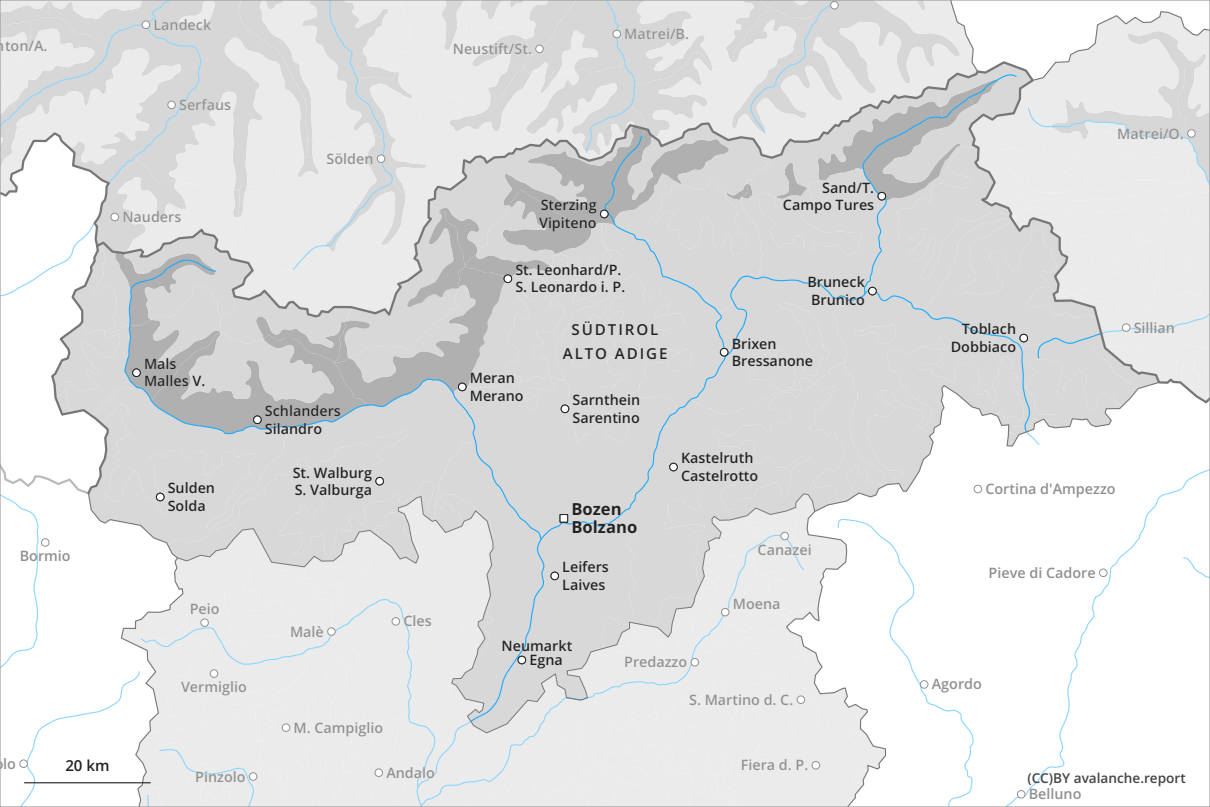 Landeck
nton/A.
Neustift/St.
Matrei/B.
Serfaus
Matrei/O.
Sölden
Sand/T.
Campo Tures
Nauders
Sterzing
Vipiteno
St. Leonhard/P.
S. Leonardo i. P.
Bruneck
Brunico
SÜDTIROL
ALTO ADIGE
Toblach
Dobbiaco
Sillian
Brixen
Bressanone
Mals
Malles V.
Meran
Merano
Schlanders
Silandro
Sarnthein
Sarentino
Kastelruth
Castelrotto
St. Walburg
S. Valburga
Sulden
Solda
Cortina d'Ampezzo
Bozen
Bolzano
Bormio
Canazei
Leifers
Laives
Pieve di Cadore
Peio
Malè
Cles
Moena
Neumarkt
Egna
Predazzo
Vermiglio
Agordo
S. Martino d. C.
M. Campiglio
olo
20 km
Pinzolo
Andalo
Fiera d. P.
(CC)BY avalanche.report
Belluno